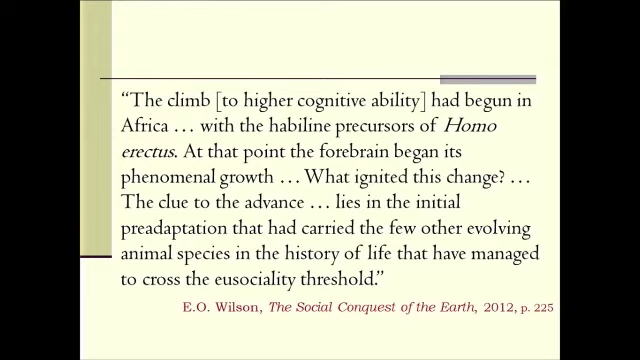 “The climb [to higher cognitive ability] had begun in
Africa … with the habiline precursors of Homo
erectus. At that point the forebrain began its
phenomenal growth … What ignited this change? …
The clue to the advance … lies in the initial
preadaptation that had carried the few other evolving
animal species in the history of life that have managed
to cross the eusociality threshold.”
E.O. Wilson, The Social Conquest of the Earth, 2012, p. 225